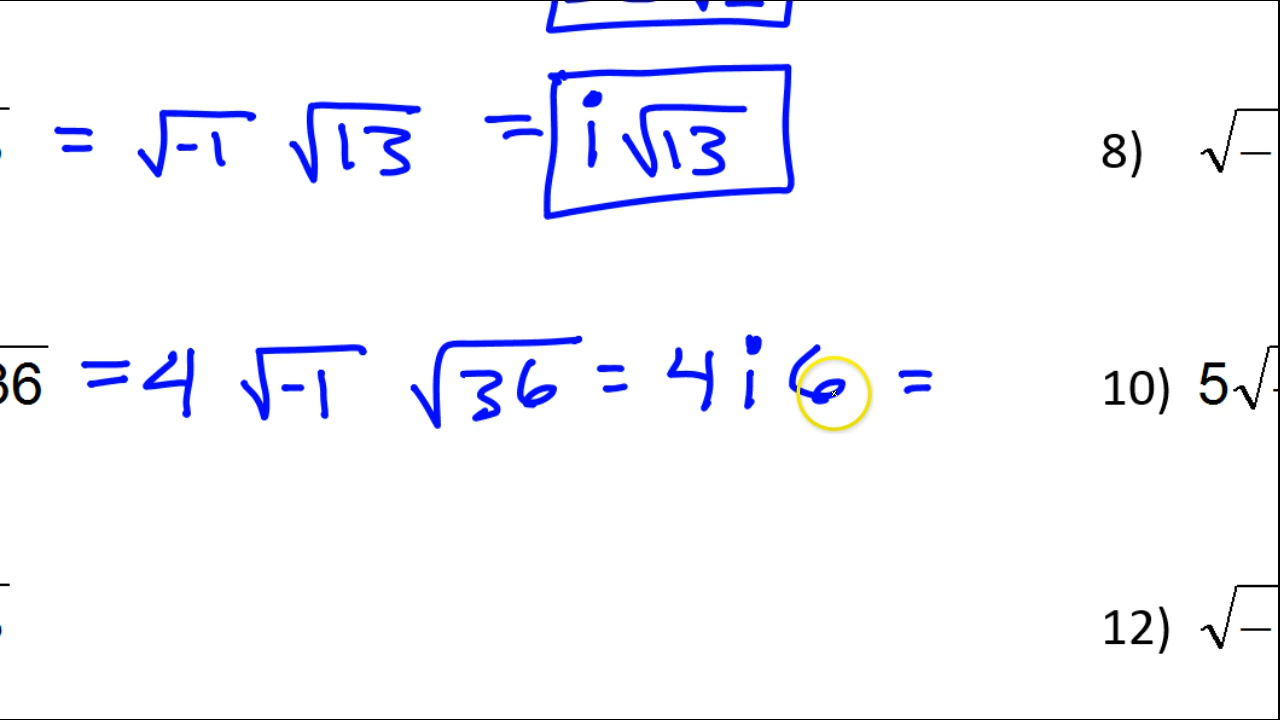 = √-1 √13 = i √13
8) √-
36 = 4 √-1 √36 = 4 i 6 =
10) 5√-
12) √-